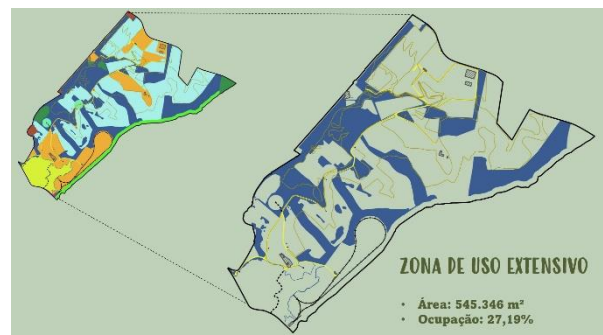 ZONA DE USO EXTENSIVO
• Área: 545.346 m²
• Ocupação: 27,19%